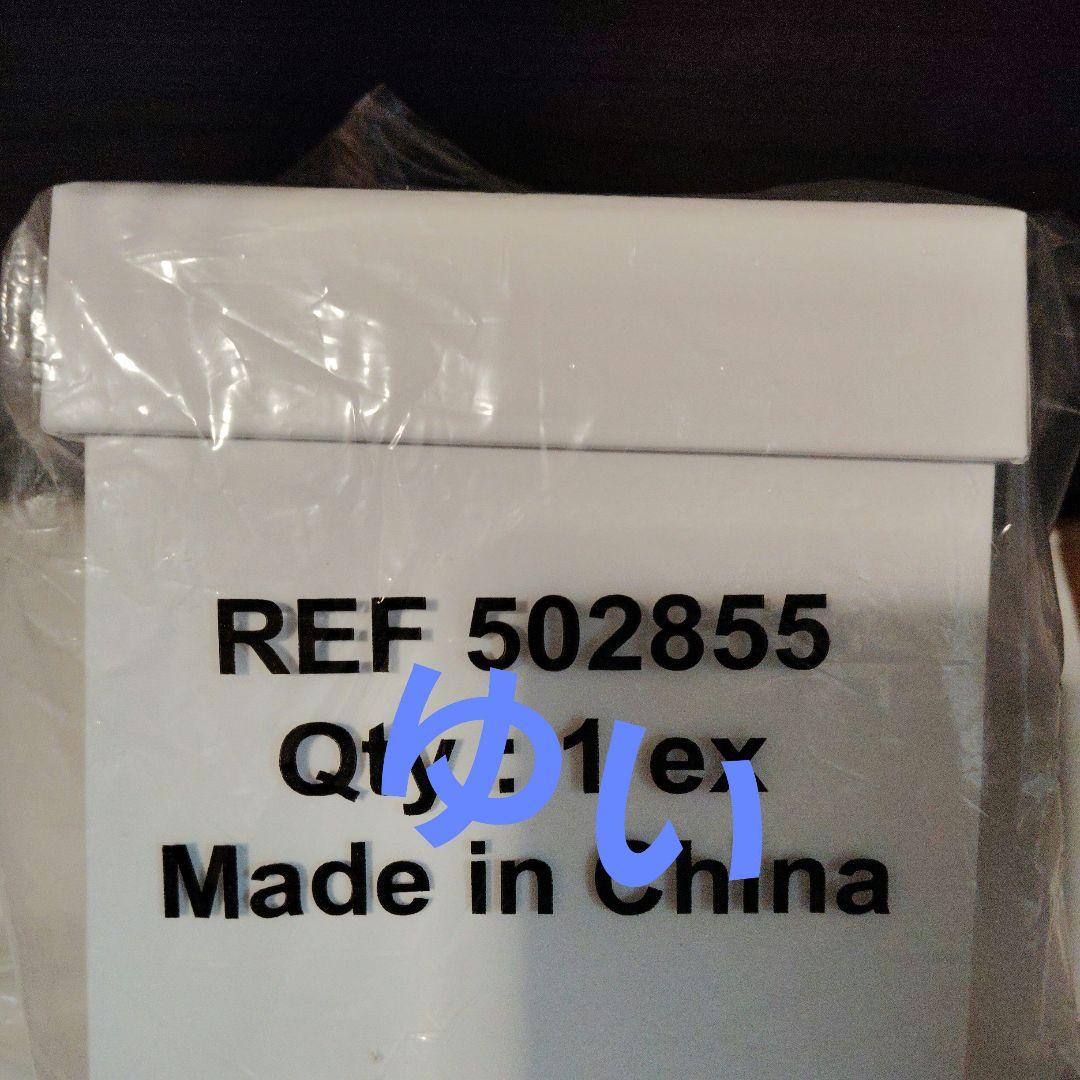 REF 502855
Qty : 1 ex
Made in China
ゆい